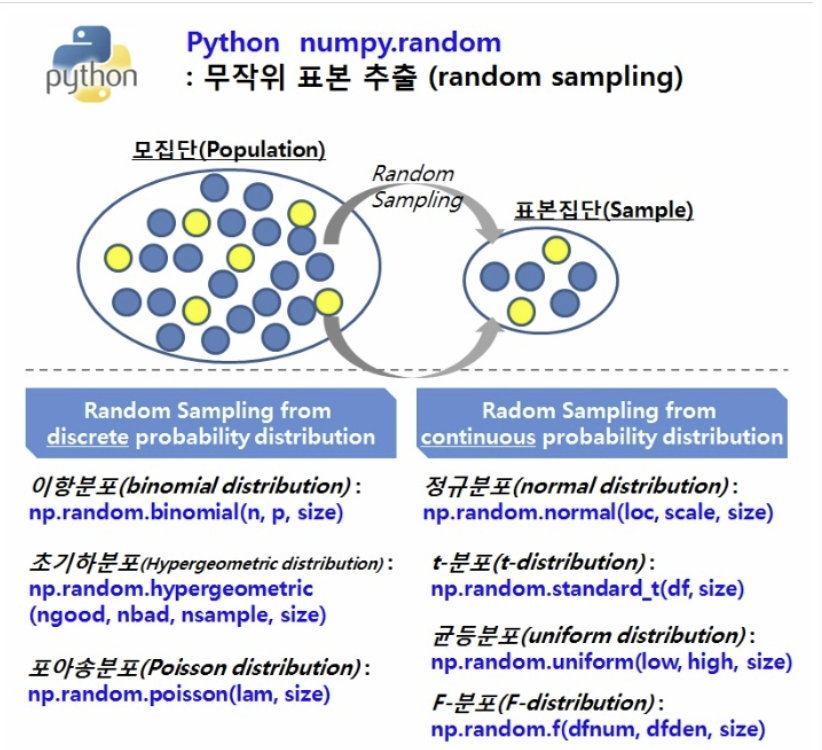 python
Python numpy.random
: 무작위 표본 추출 (random sampling)
모집단(Population)
Random
Sampling
표본집단(Sample)
Random Sampling from
discrete probability distribution
이항분포(binomial distribution) :
np.random.binomial(n, p, size)
초기하분포(Hypergeometric distribution) :
np.random.hypergeometric
(ngood, nbad, nsample, size)
포아송분포(Poisson distribution) :
np.random.poisson(lam, size)
Radom Sampling from
continuous probability distribution
정규분포(normal distribution) :
np.random.normal(loc, scale, size)
t-분포(t-distribution) :
np.random.standard_t(df, size)
균등분포(uniform distribution) :
np.random.uniform(low, high, size)
F-분포(F-distribution) :
np.random.f(dfnum, dfden, size)